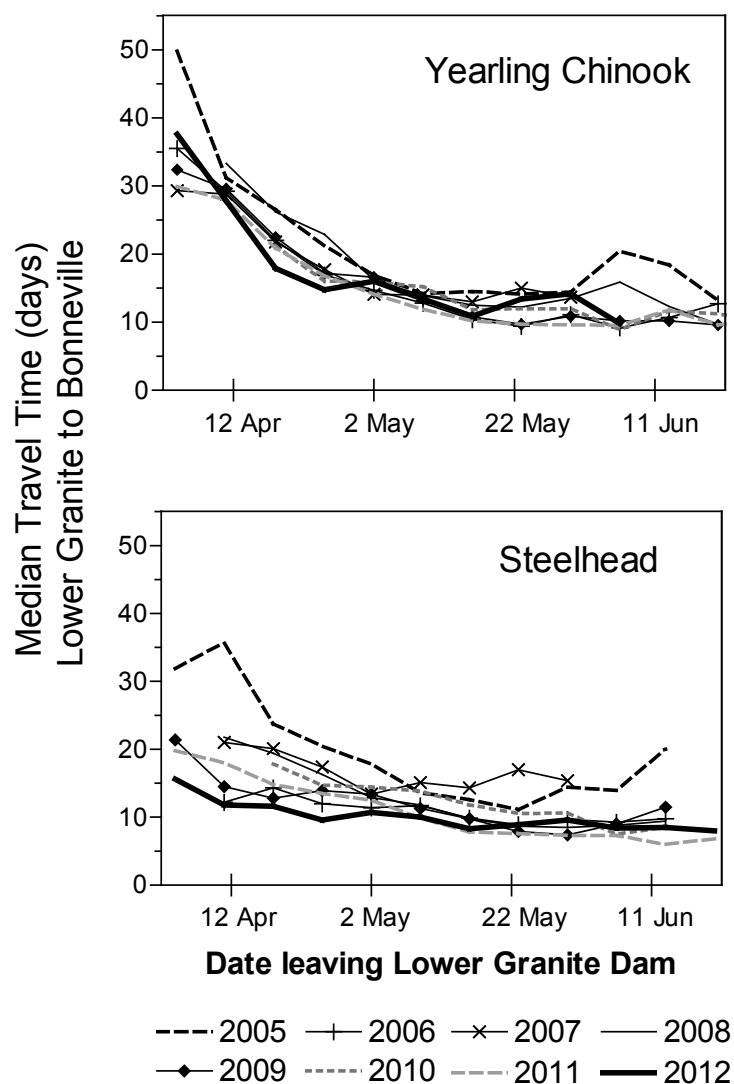 Median Travel Time (days)
Lower Granite to Bonneville
Yearling Chinook
50
40
30
20
10
0
12 Apr 2 May 22 May 11 Jun
Steelhead
50
40
30
20
10
0
12 Apr 2 May 22 May 11 Jun
Date leaving Lower Granite Dam
2005 2006 2007 2008
2009 2010 2011 2012